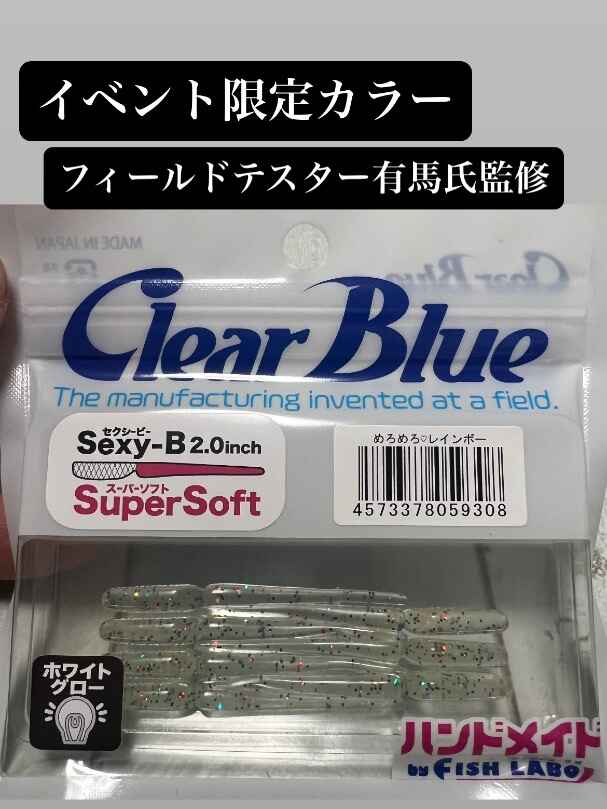 イベント限定カラー
フィールドテスター有馬氏監修
MADE IN JAPAN
Clear Blue
Clear Blue
The manufacturing invented at a field.
セクシービー
Sexy-B 2.0inch
スーパーソフト
SuperSoft
めろめろ♡レインボー
4573378059308
ホワイト
グロー
ハンドメイド
by FISH LABO